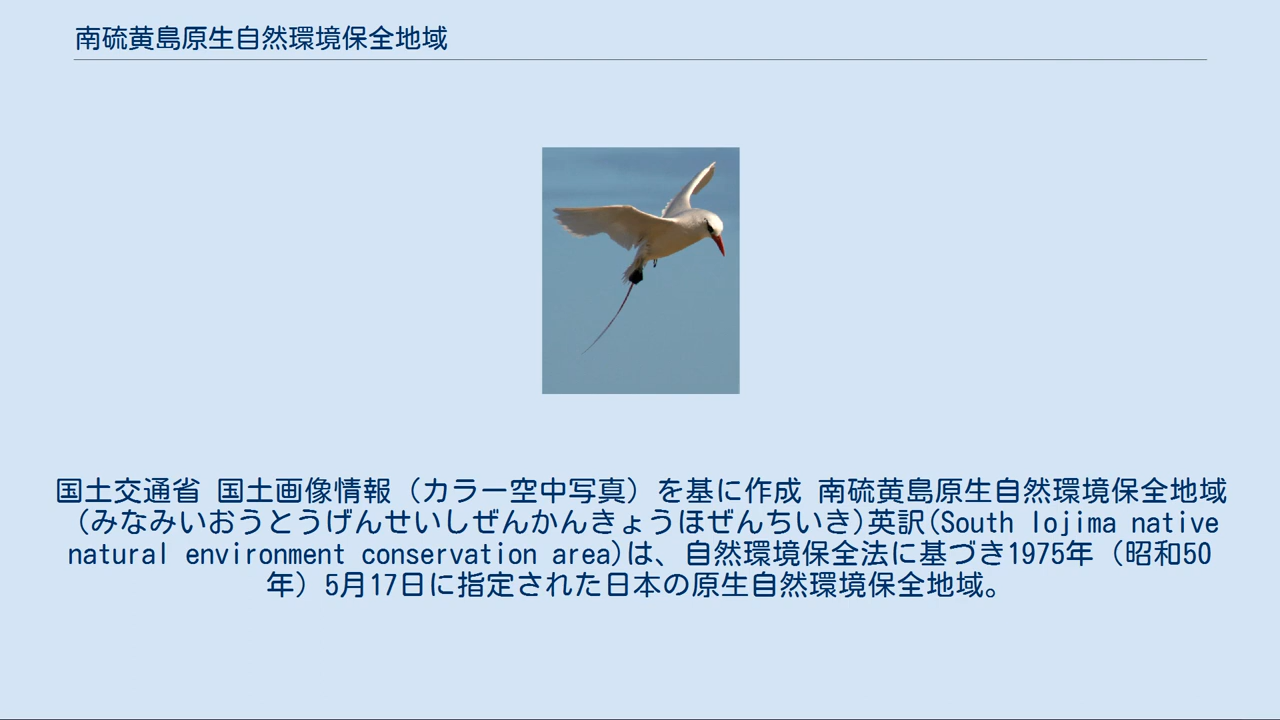 南硫黄島原生自然環境保全地域
国土交通省 国土画像情報（カラー空中写真）を基に作成 南硫黄島原生自然環境保全地域
(みなみいおうとうげんせいしぜんかんきょうほぜんちいき)英訳(South Iojima native
natural environment conservation area)は、自然環境保全法に基づき1975年（昭和50
年）5月17日に指定された日本の原生自然環境保全地域。